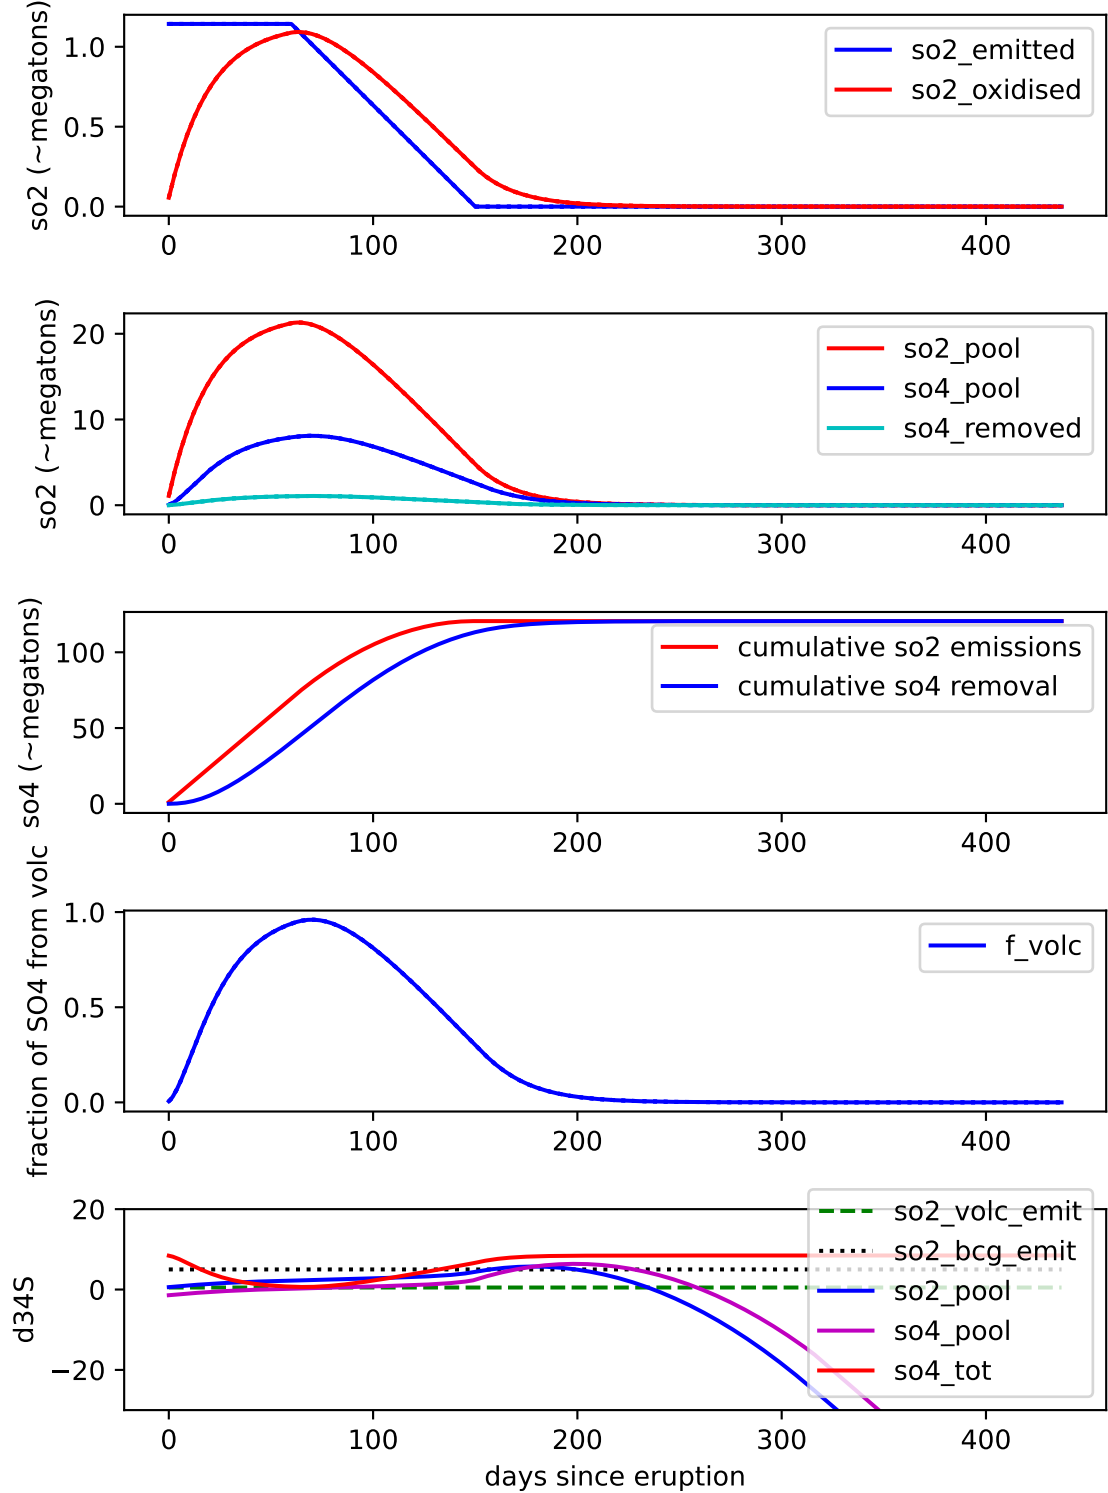 so2 (~megatons)
1.0
0.5
0.0
so2_emitted
so2_oxidised
0 100 200 300 400
so2 (~megatons)
20
10
0
so2_pool
so4_pool
so4_removed
0 100 200 300 400
so4 (~megatons)
100
50
0
cumulative so2 emissions
cumulative so4 removal
0 100 200 300 400
fraction of SO4 from volc
1.0
0.5
0.0
f_volc
0 100 200 300 400
d34S
20
0
−20
so2_volc_emit
so2_bcg_emit
so2_pool
so4_pool
so4_tot
0 100 200 300 400
days since eruption